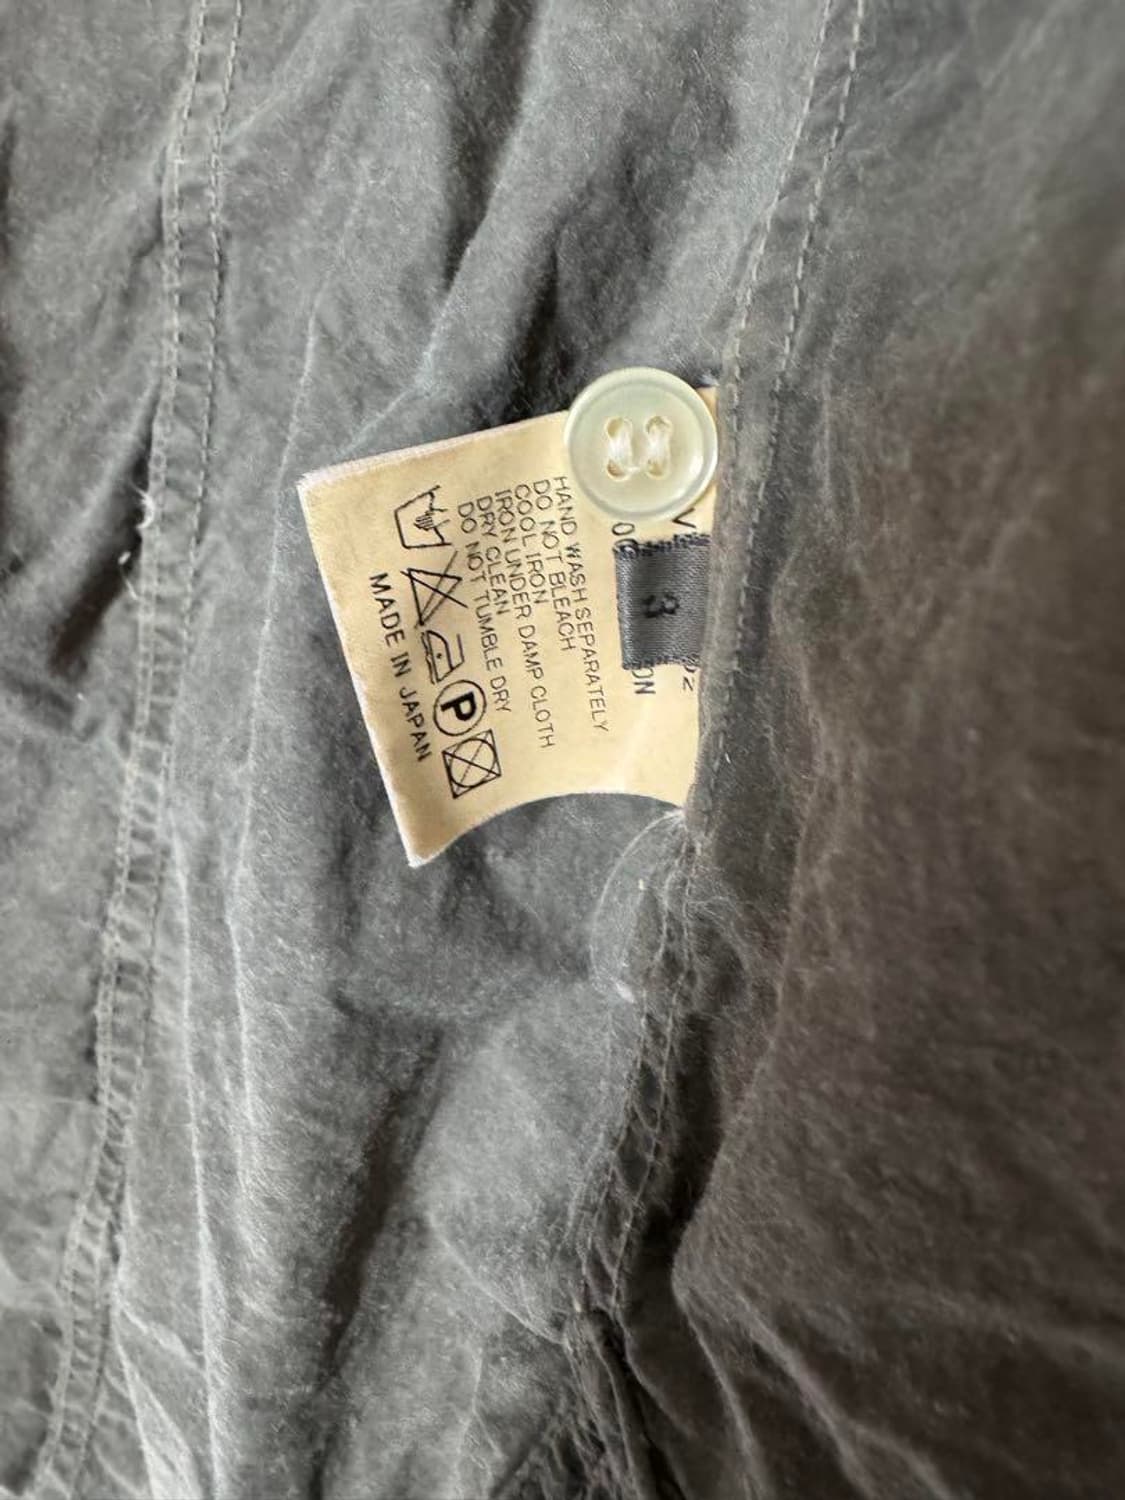 3
HAND WASH SEPARATELY
DO NOT BLEACH
COOL IRON
IRON UNDER DAMP CLOTH
DRY CLEAN
DO NOT TUMBLE DRY
P
MADE IN JAPAN